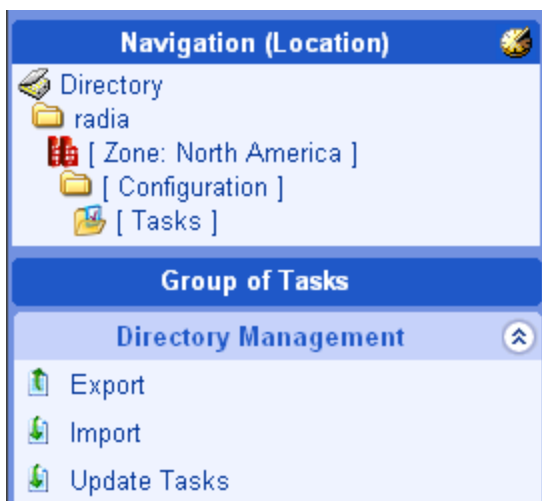 Navigation (Location)
Directory
radia
[ Zone: North America ]
[ Configuration ]
[ Tasks ]
Group of Tasks
Directory Management
Export
Import
Update Tasks